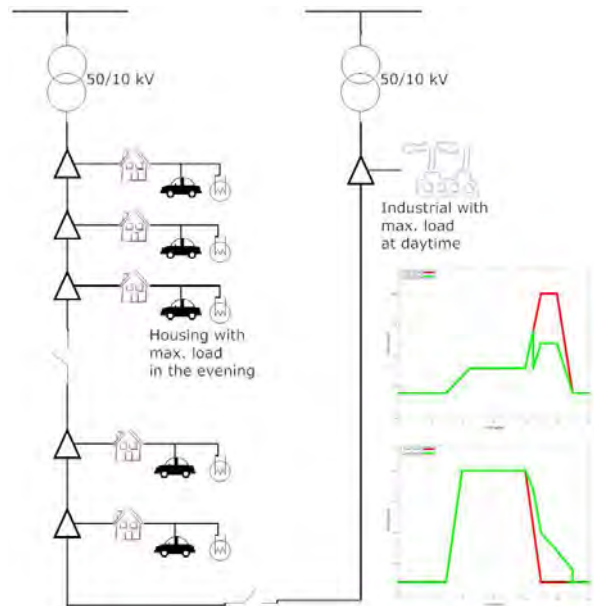 50/10 kV
50/10 kV
Industrial with
max. load
at daytime
Housing with
max. load
in the evening